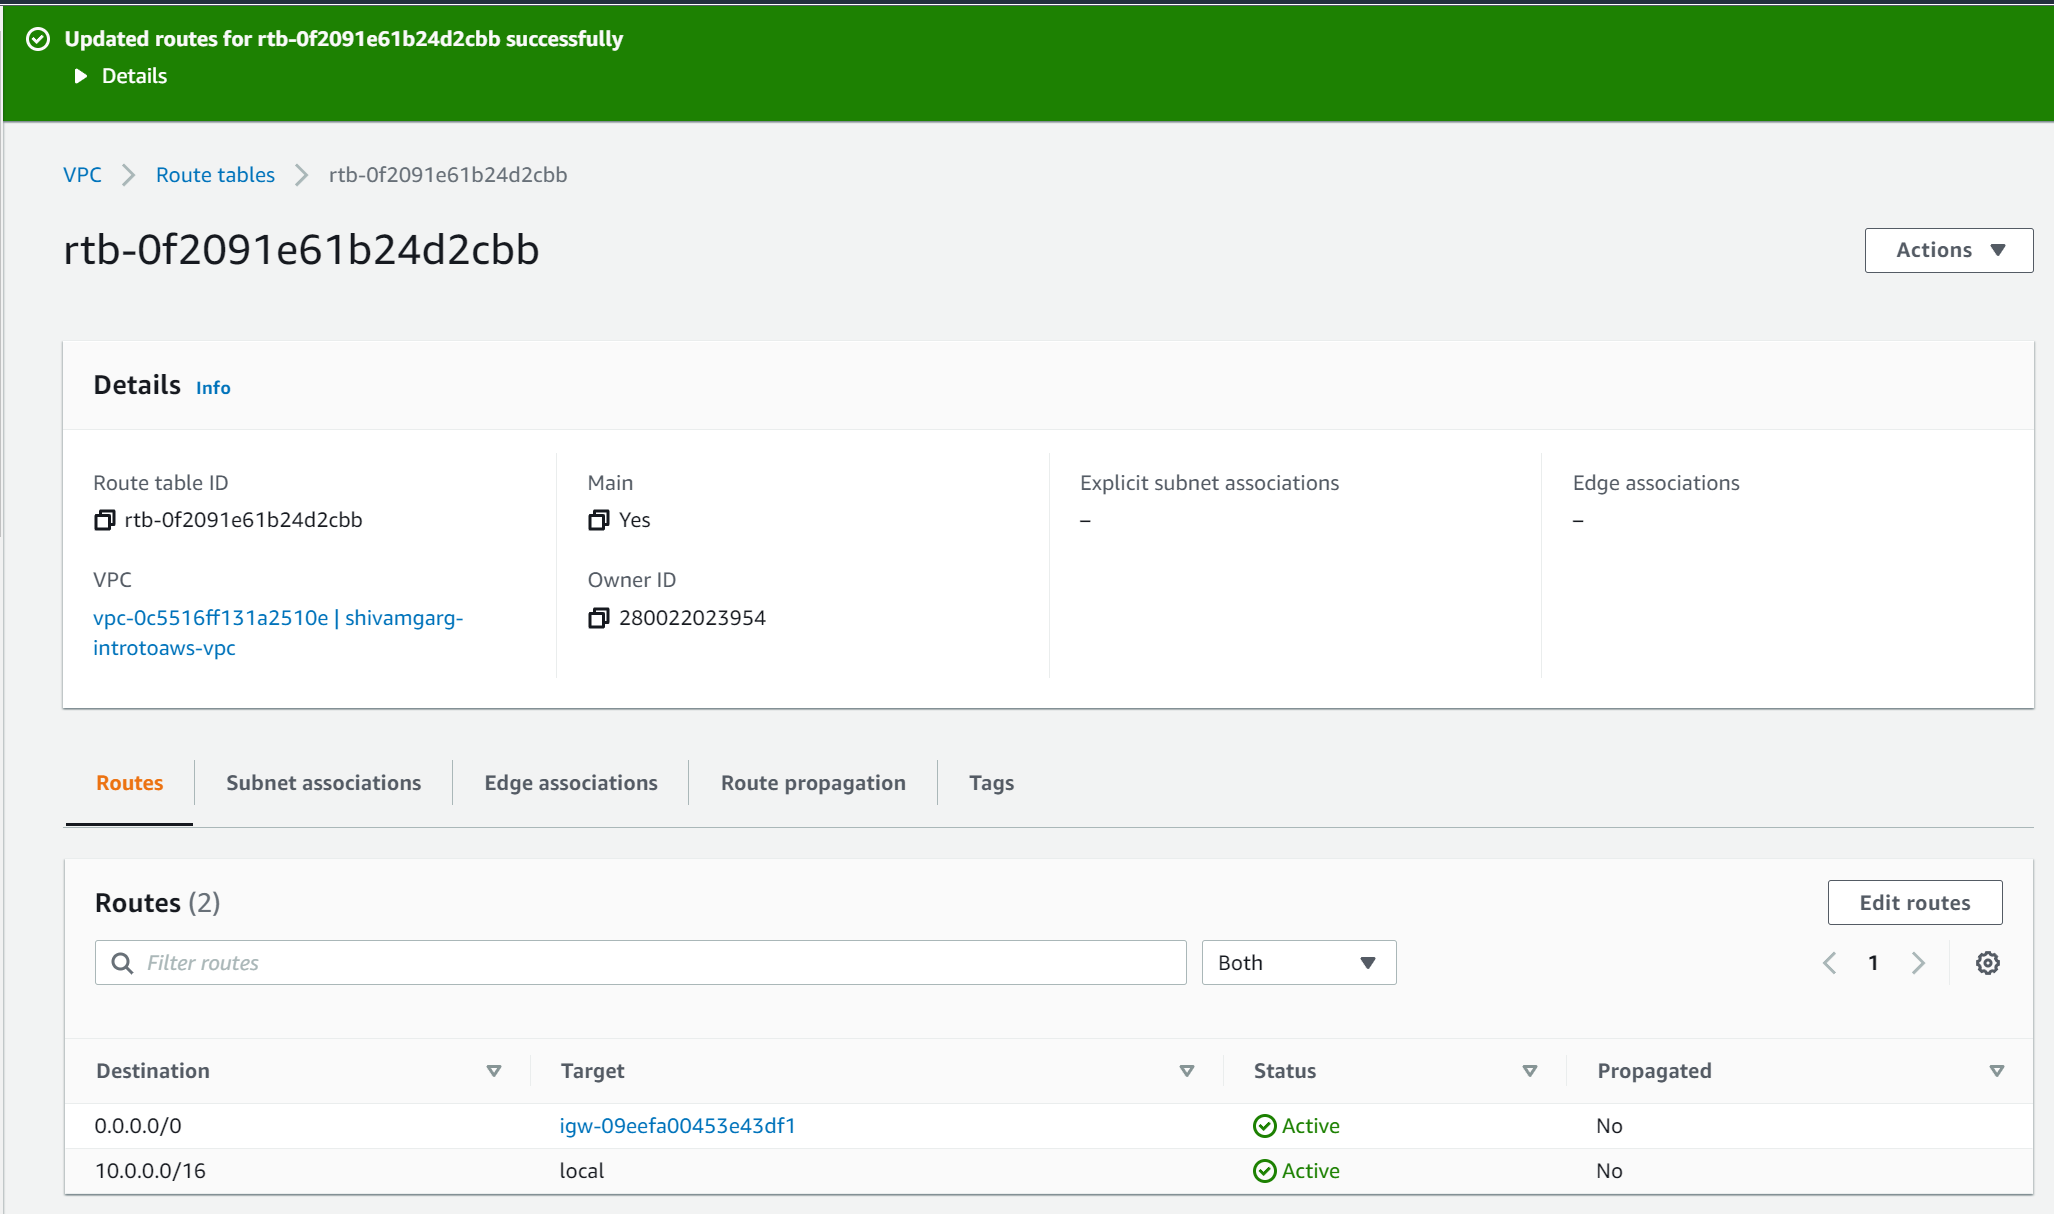 Updated routes for rtb-0f2091e61b24d2cbb successfully
Details
VPC
Route tables
rtb-0f2091e61b24d2cbb
rtb-0f2091e61b24d2cbb
Actions
Details Info
Route table ID
rtb-0f2091e61b24d2cbb
Main
Yes
Explicit subnet associations
–
Edge associations
–
VPC
vpc-0c5516ff131a2510e | shivamgarg-
introtoaws-vpc
Owner ID
280022023954
Routes
Subnet associations
Edge associations
Route propagation
Tags
Routes (2)
Edit routes
Filter routes
Both
1
Destination Target Status Propagated
0.0.0.0/0 igw-09eefa00453e43df1 Active No
10.0.0.0/16 local Active No